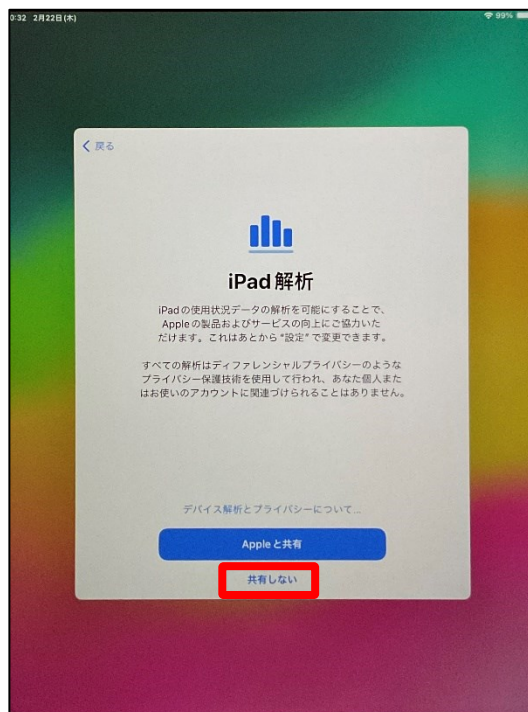 0:32 2月22日(木)
99%
戻る
iPad 解析
iPadの使用状況データの解析を可能にすることで、
Appleの製品およびサービスの向上にご協力いた
だけます。これはあとから“設定”で変更できます。
すべての解析はディファレンシャルプライバシーのような
プライバシー保護技術を使用して行われ、あなた個人また
はお使いのアカウントに関連づけられることはありません。
デバイス解析とプライバシーについて...
Appleと共有
共有しない